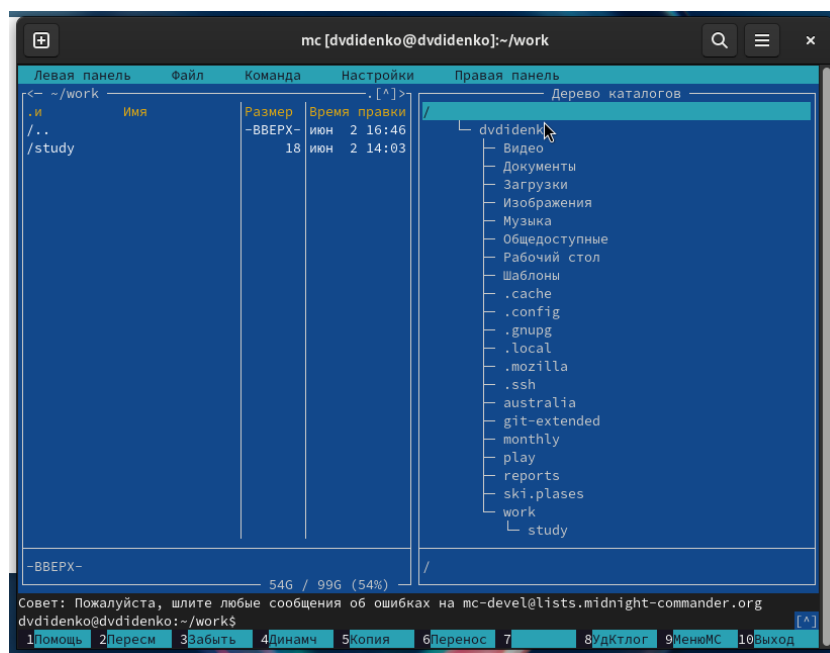 mc [dvdidenko@dvdidenko]:~/work
Левая панель Файл Команда Настройки Правая панель
<— ~/work .[^]>
.и Имя Размер Время правки
/.. -ВВЕРХ- июн 2 16:46
/study 18 июн 2 14:03
-ВВЕРХ-
54G / 99G (54%)
Дерево каталогов
/
dvdidenko
Видео
Документы
Загрузки
Изображения
Музыка
Общедоступные
Рабочий стол
Шаблоны
.cache
.config
.gnupg
.local
.mozilla
.ssh
australia
git-extended
monthly
play
reports
ski.plases
work
study
/
Совет: Пожалуйста, шлите любые сообщения об ошибках на mc-devel@lists.midnight-commander.org
dvdidenko@dvdidenko:~/work$ [^]
1Помощь 2Пересм 3Забыть 4Динамч 5Копия 6Перенос 7 8УдКтлог 9МенюMC 10Выход